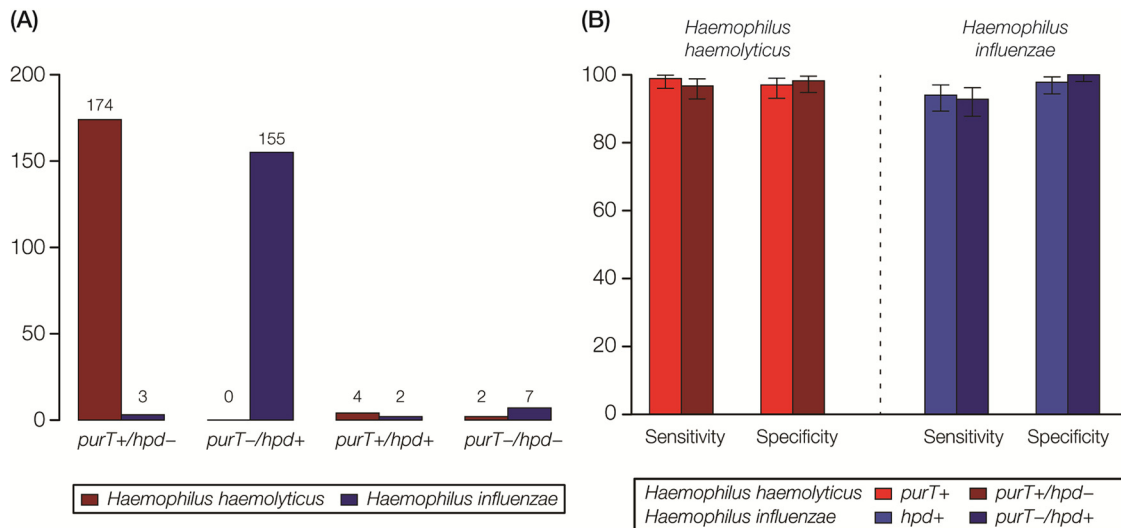 (A)
200
150
100
50
0
174
3
0
155
4
2
2
7
purT+/hpd−
purT−/hpd+
purT+/hpd+
purT−/hpd−
Haemophilus haemolyticus
Haemophilus influenzae
(B)
Haemophilus
haemolyticus
Haemophilus
influenzae
100
80
60
40
20
0
Sensitivity
Specificity
Sensitivity
Specificity
Haemophilus haemolyticus purT+ purT+/hpd−
Haemophilus influenzae hpd+ purT−/hpd+